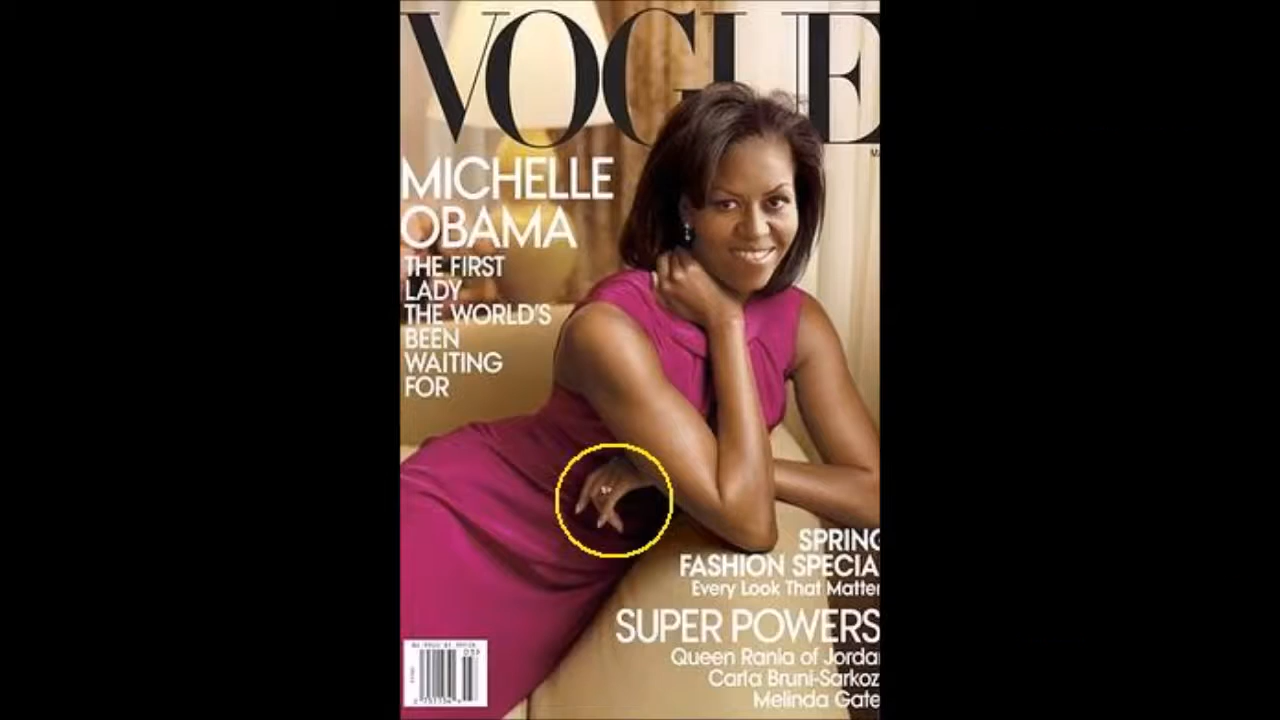 VOGUE
MICHELLE
OBAMA
THE FIRST
LADY
THE WORLD'S
BEEN
WAITING
FOR
SPRING
FASHION SPECIA
Every Look That Matter
SUPER POWERS
Queen Rania of Jorda
Carla Bruni-Sarkoz
Melinda Gate